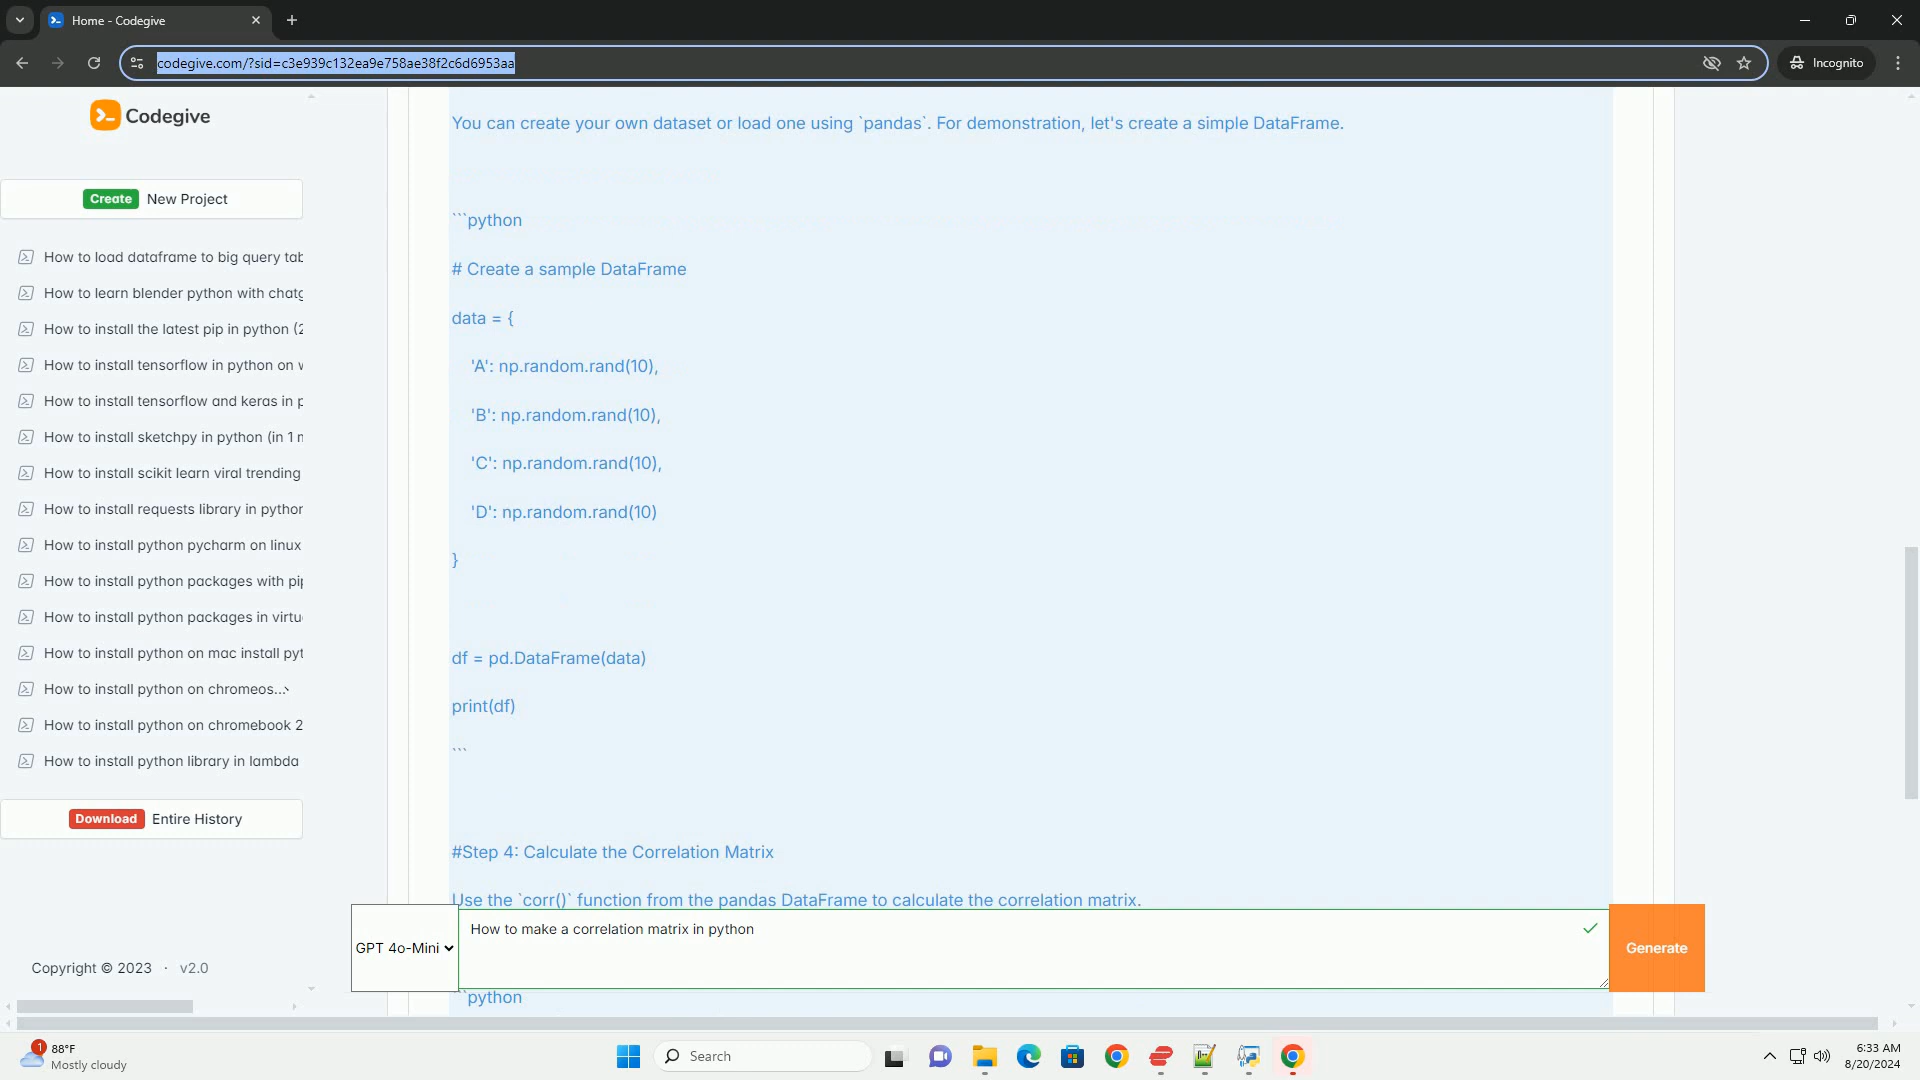 Home - Codegive
codegive.com/?sid=c3e939c132ea9e758ae38f2c6d6953aa
Incognito
Codegive
Create New Project
How to load dataframe to big query tab
How to learn blender python with chatg
How to install the latest pip in python (2
How to install tensorflow in python on w
How to install tensorflow and keras in p
How to install sketchpy in python (in 1 m
How to install scikit learn viral trending
How to install requests library in python
How to install python pycharm on linux
How to install python packages with pip
How to install python packages in virtu
How to install python on mac install pyt
How to install python on chromeos...
How to install python on chromebook 2
How to install python library in lambda
Download Entire History
Copyright © 2023 · v2.0
You can create your own dataset or load one using `pandas`. For demonstration, let's create a simple DataFrame.
```python
# Create a sample DataFrame
data = {
'A': np.random.rand(10),
'B': np.random.rand(10),
'C': np.random.rand(10),
'D': np.random.rand(10)
}
df = pd.DataFrame(data)
print(df)
```
#Step 4: Calculate the Correlation Matrix
Use the `corr()` function from the pandas DataFrame to calculate the correlation matrix.
GPT 4o-Mini
How to make a correlation matrix in python
Generate
```python
1
88°F
Mostly cloudy
Search
6:33 AM
8/20/2024